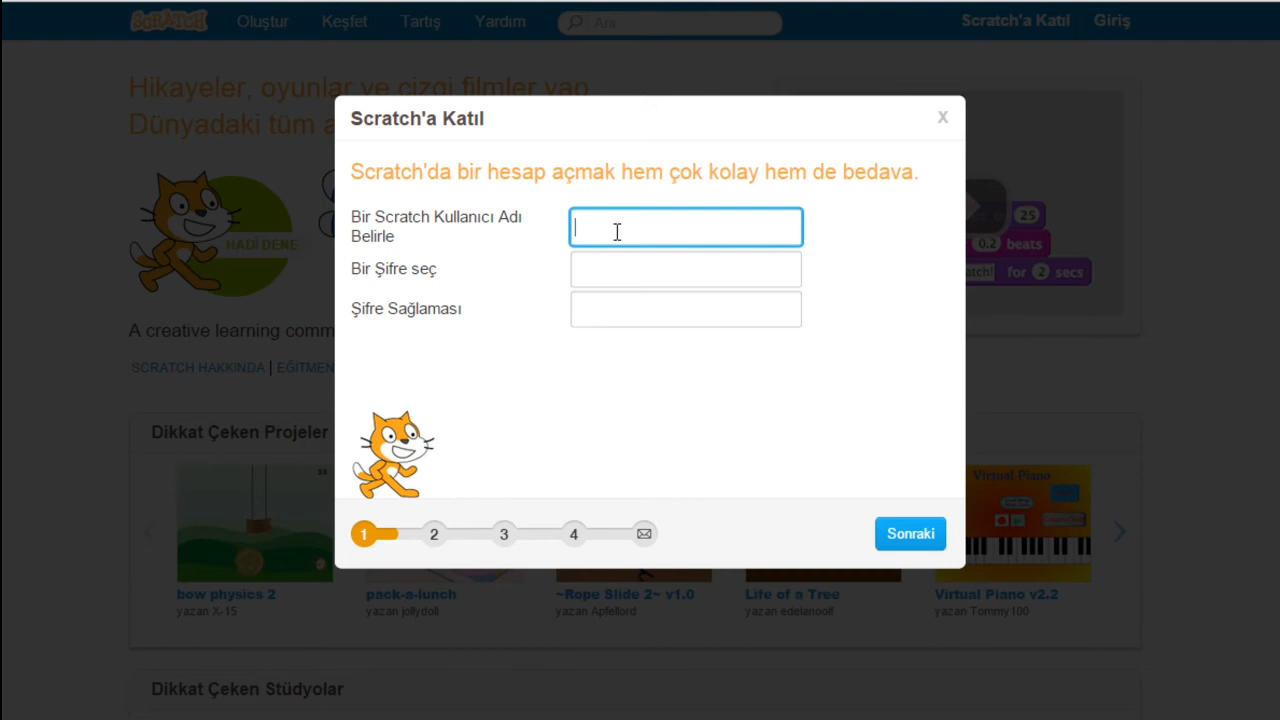 SCRATCH Oluştur Keşfet Tartış Yardım Ara Scratch'a Katıl Giriş
Hikayeler, oyunlar ve çizgi filmler yap
Dünyadaki tüm
Scratch'a Katıl X
Scratch'da bir hesap açmak hem çok kolay hem de bedava.
Bir Scratch Kullanıcı Adı
Belirle
Bir Şifre seç
Şifre Sağlaması
HADİ DENE
25
0.2 beats
for 2 secs
A creative learning
SCRATCH HAKKINDA |
Dikkat Çeken Projeler
Virtual Piano
1 2 3 4 Sonraki
bow physics 2 pack-a-lunch ~Rope Slide 2~ v1.0 Life of a Tree Virtual Piano v2.2
yazan X-15 yazan jollydoll yazan Apfellord yazan edelanoolf yazan Tommy100
Dikkat Çeken Stüdyolar